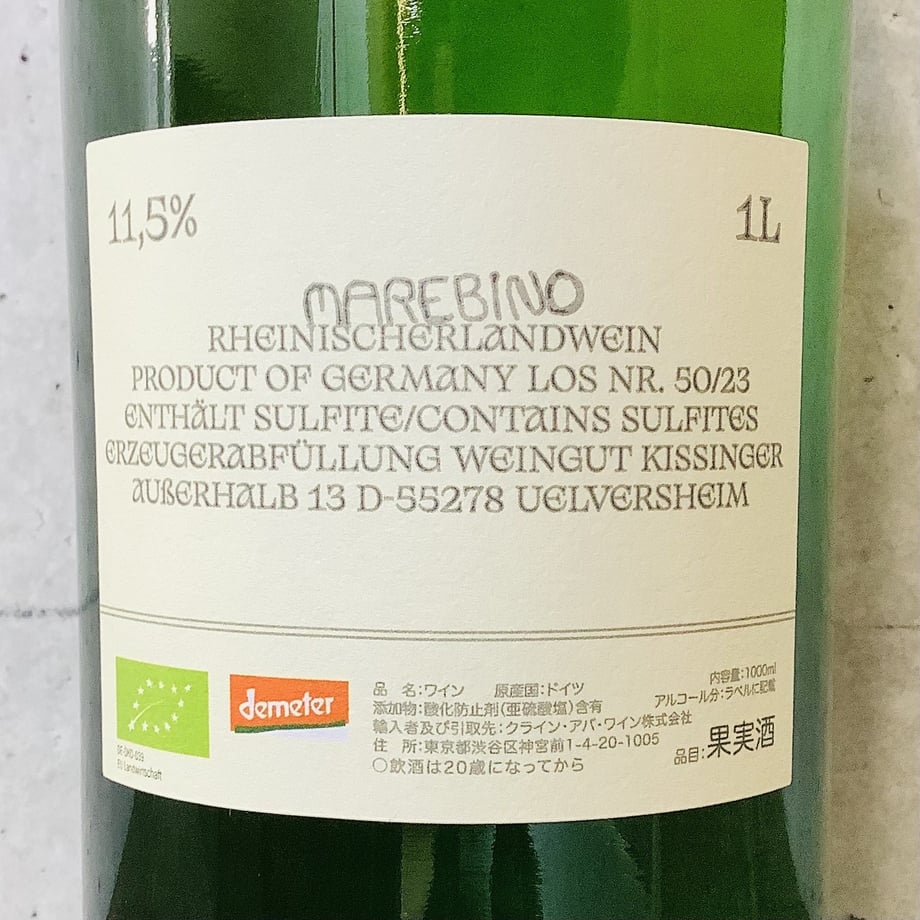 11,5%
1L
MAREBINO
RHEINISCHERLANDWEIN
PRODUCT OF GERMANY LOS NR. 50/23
ENTHÄLT SULFITE/CONTAINS SULFITES
ERZEUGERABFÜLLUNG WEINGUT KISSINGER
AUßERHALB 13 D-55278 UELVERSHEIM
DE-ÖKO-039
EU Landwirtschaft
demeter
品 名:ワイン 原産国:ドイツ
添加物:酸化防止剤(亜硫酸塩)含有
輸入者及び引取先:クライン・アパ・ワイン株式会社
住 所:東京都渋谷区神宮前1-4-20-1005
〇飲酒は20歳になってから
内容量:1000ml
アルコール分:ラベルに記載
品目:果実酒